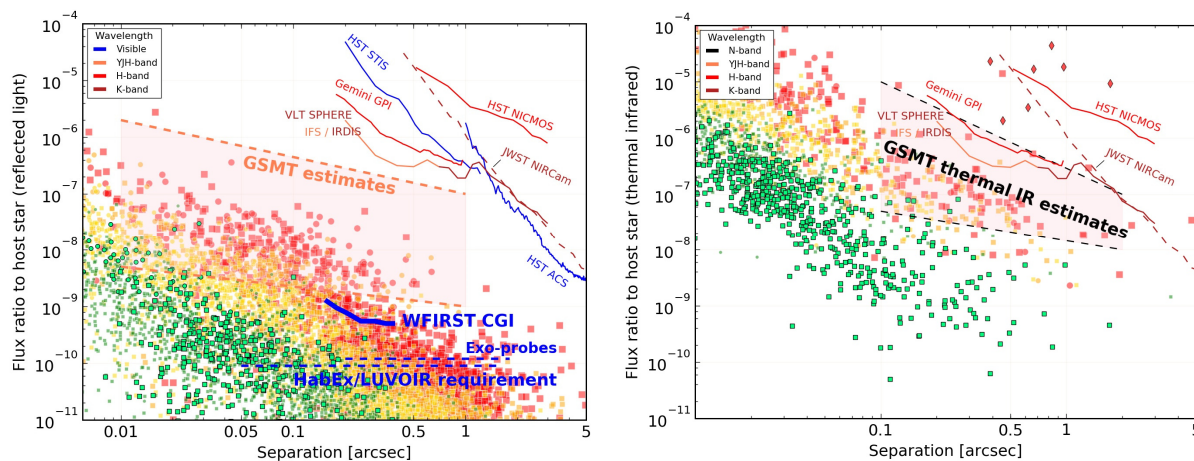 Flux ratio to host star (reflected light)
10⁻⁴
10⁻⁵
10⁻⁶
10⁻⁷
10⁻⁸
10⁻⁹
10⁻¹⁰
10⁻¹¹
Wavelength
Visible
YJH-band
H-band
K-band
HST STIS
Gemini GPI
VLT SPHERE
IFS / IRDIS
HST NICMOS
JWST NIRCam
GSMT estimates
HST ACS
WFIRST CGI
Exo-probes
HabEx/LUVOIR requirement
0.01 0.05 0.1 0.5 1 5
Separation [arcsec]
Flux ratio to host star (thermal infrared)
10⁻⁴
10⁻⁵
10⁻⁶
10⁻⁷
10⁻⁸
10⁻⁹
10⁻¹⁰
10⁻¹¹
Wavelength
N-band
YJH-band
H-band
K-band
Gemini GPI
VLT SPHERE
IFS / IRDIS
HST NICMOS
JWST NIRCam
GSMT thermal IR estimates
0.1 0.5 1 5
Separation [arcsec]